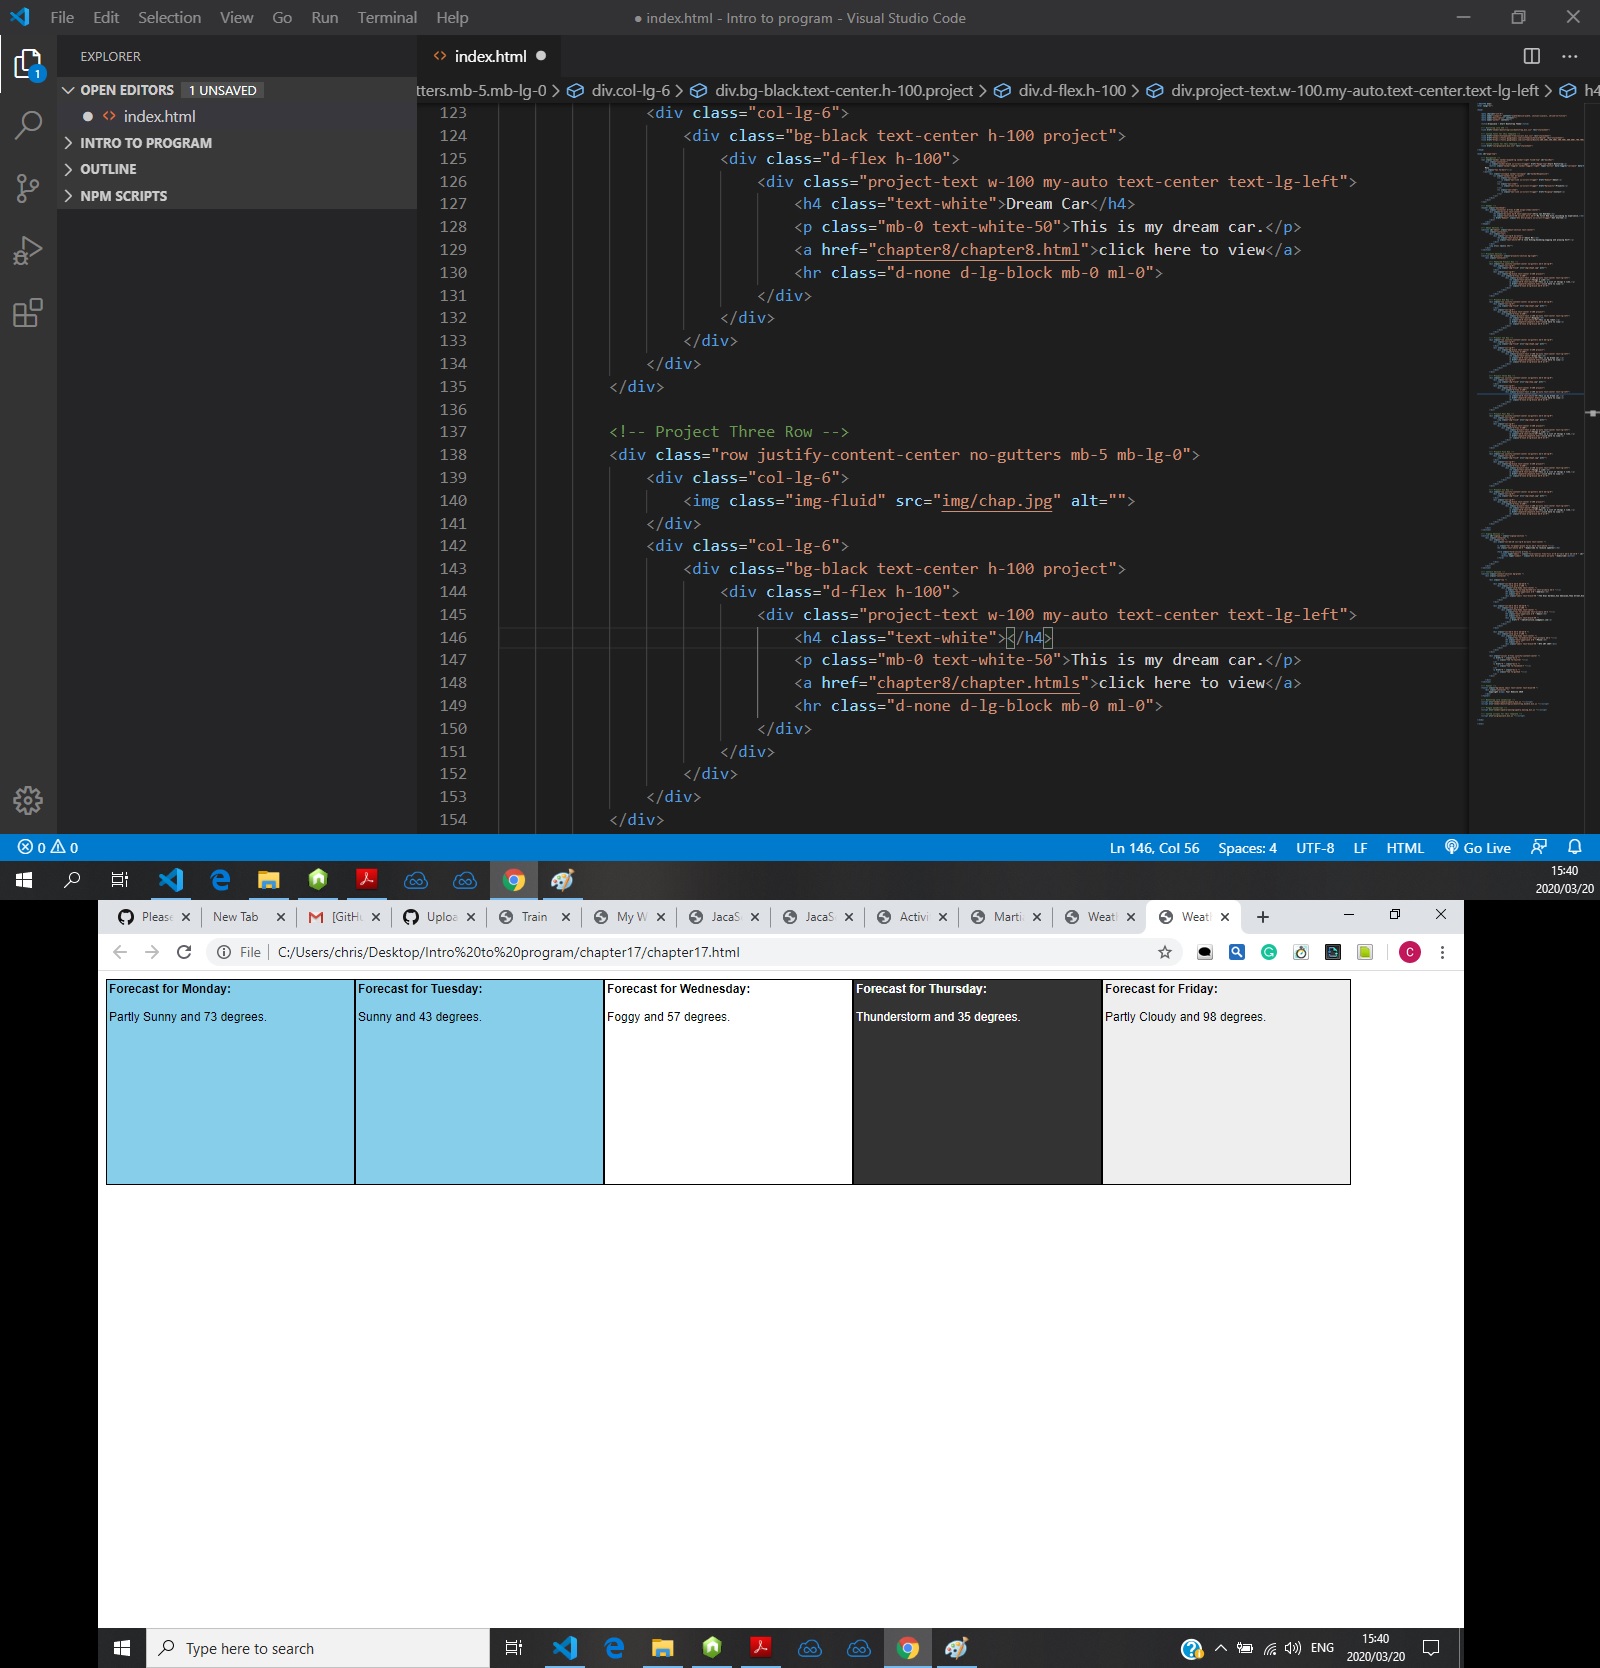 File Edit Selection View Go Run Terminal Help
● index.html - Intro to program - Visual Studio Code
EXPLORER
<> index.html ●
1
OPEN EDITORS 1 UNSAVED
● <> index.html
INTRO TO PROGRAM
OUTLINE
NPM SCRIPTS
tters.mb-5.mb-lg-0 > div.col-lg-6 > div.bg-black.text-center.h-100.project > div.d-flex.h-100 > div.project-text.w-100.my-auto.text-center.text-lg-left > h4
123 <div class="col-lg-6">
124 <div class="bg-black text-center h-100 project">
125 <div class="d-flex h-100">
126 <div class="project-text w-100 my-auto text-center text-lg-left">
127 <h4 class="text-white">Dream Car</h4>
128 <p class="mb-0 text-white-50">This is my dream car.</p>
129 <a href="chapter8/chapter8.html">click here to view</a>
130 <hr class="d-none d-lg-block mb-0 ml-0">
131 </div>
132 </div>
133 </div>
134 </div>
135 </div>
136
137 <!-- Project Three Row -->
138 <div class="row justify-content-center no-gutters mb-5 mb-lg-0">
139 <div class="col-lg-6">
140 <img class="img-fluid" src="img/chap.jpg" alt="">
141 </div>
142 <div class="col-lg-6">
143 <div class="bg-black text-center h-100 project">
144 <div class="d-flex h-100">
145 <div class="project-text w-100 my-auto text-center text-lg-left">
146 <h4 class="text-white"></h4>
147 <p class="mb-0 text-white-50">This is my dream car.</p>
148 <a href="chapter8/chapter.htmls">click here to view</a>
149 <hr class="d-none d-lg-block mb-0 ml-0">
150 </div>
151 </div>
152 </div>
153 </div>
154 </div>
0 0
Ln 146, Col 56 Spaces: 4 UTF-8 LF HTML Go Live
15:40
2020/03/20
Please New Tab [GitHu Uploa Train My W JacaS JacaS Activi Marti Weat Weat
File C:/Users/chris/Desktop/Intro%20to%20program/chapter17/chapter17.html
C
Forecast for Monday: Forecast for Tuesday: Forecast for Wednesday: Forecast for Thursday: Forecast for Friday:
Partly Sunny and 73 degrees. Sunny and 43 degrees. Foggy and 57 degrees. Thunderstorm and 35 degrees. Partly Cloudy and 98 degrees.
Type here to search
ENG
15:40
2020/03/20